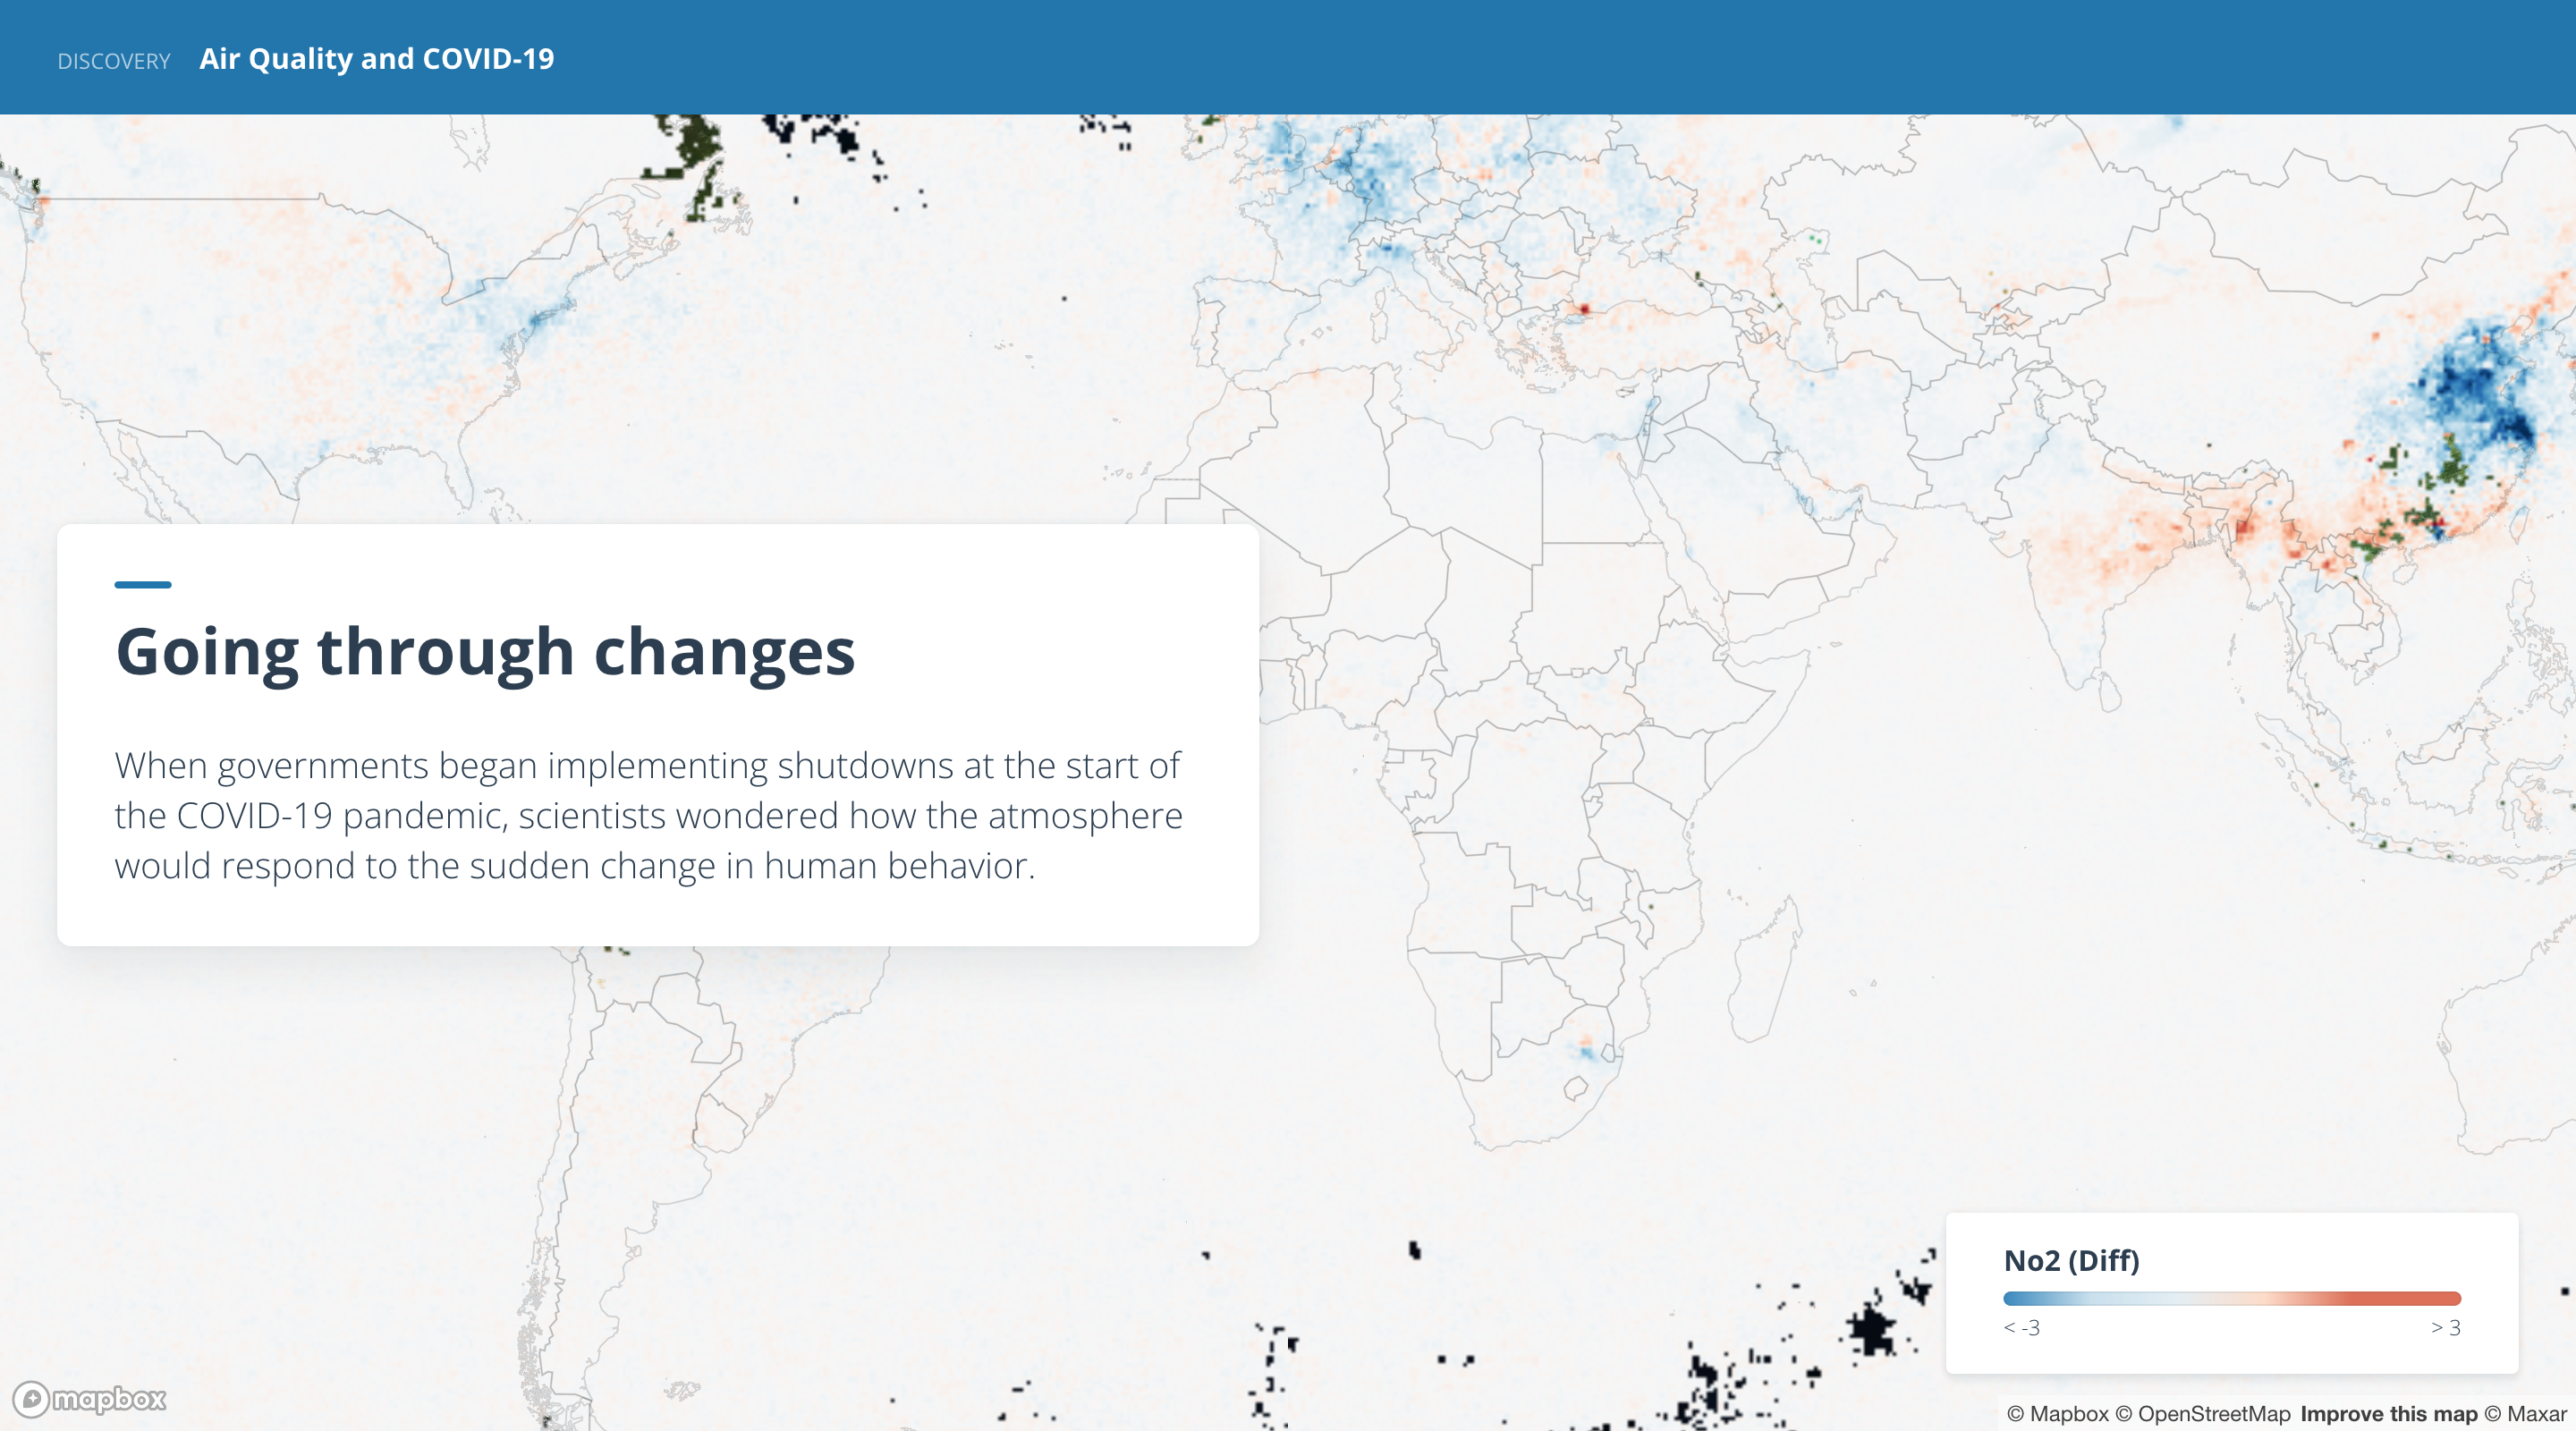 DISCOVERY Air Quality and COVID-19
Going through changes
When governments began implementing shutdowns at the start of
the COVID-19 pandemic, scientists wondered how the atmosphere
would respond to the sudden change in human behavior.
No2 (Diff)
< -3 > 3
mapbox
© Mapbox © OpenStreetMap Improve this map © Maxar